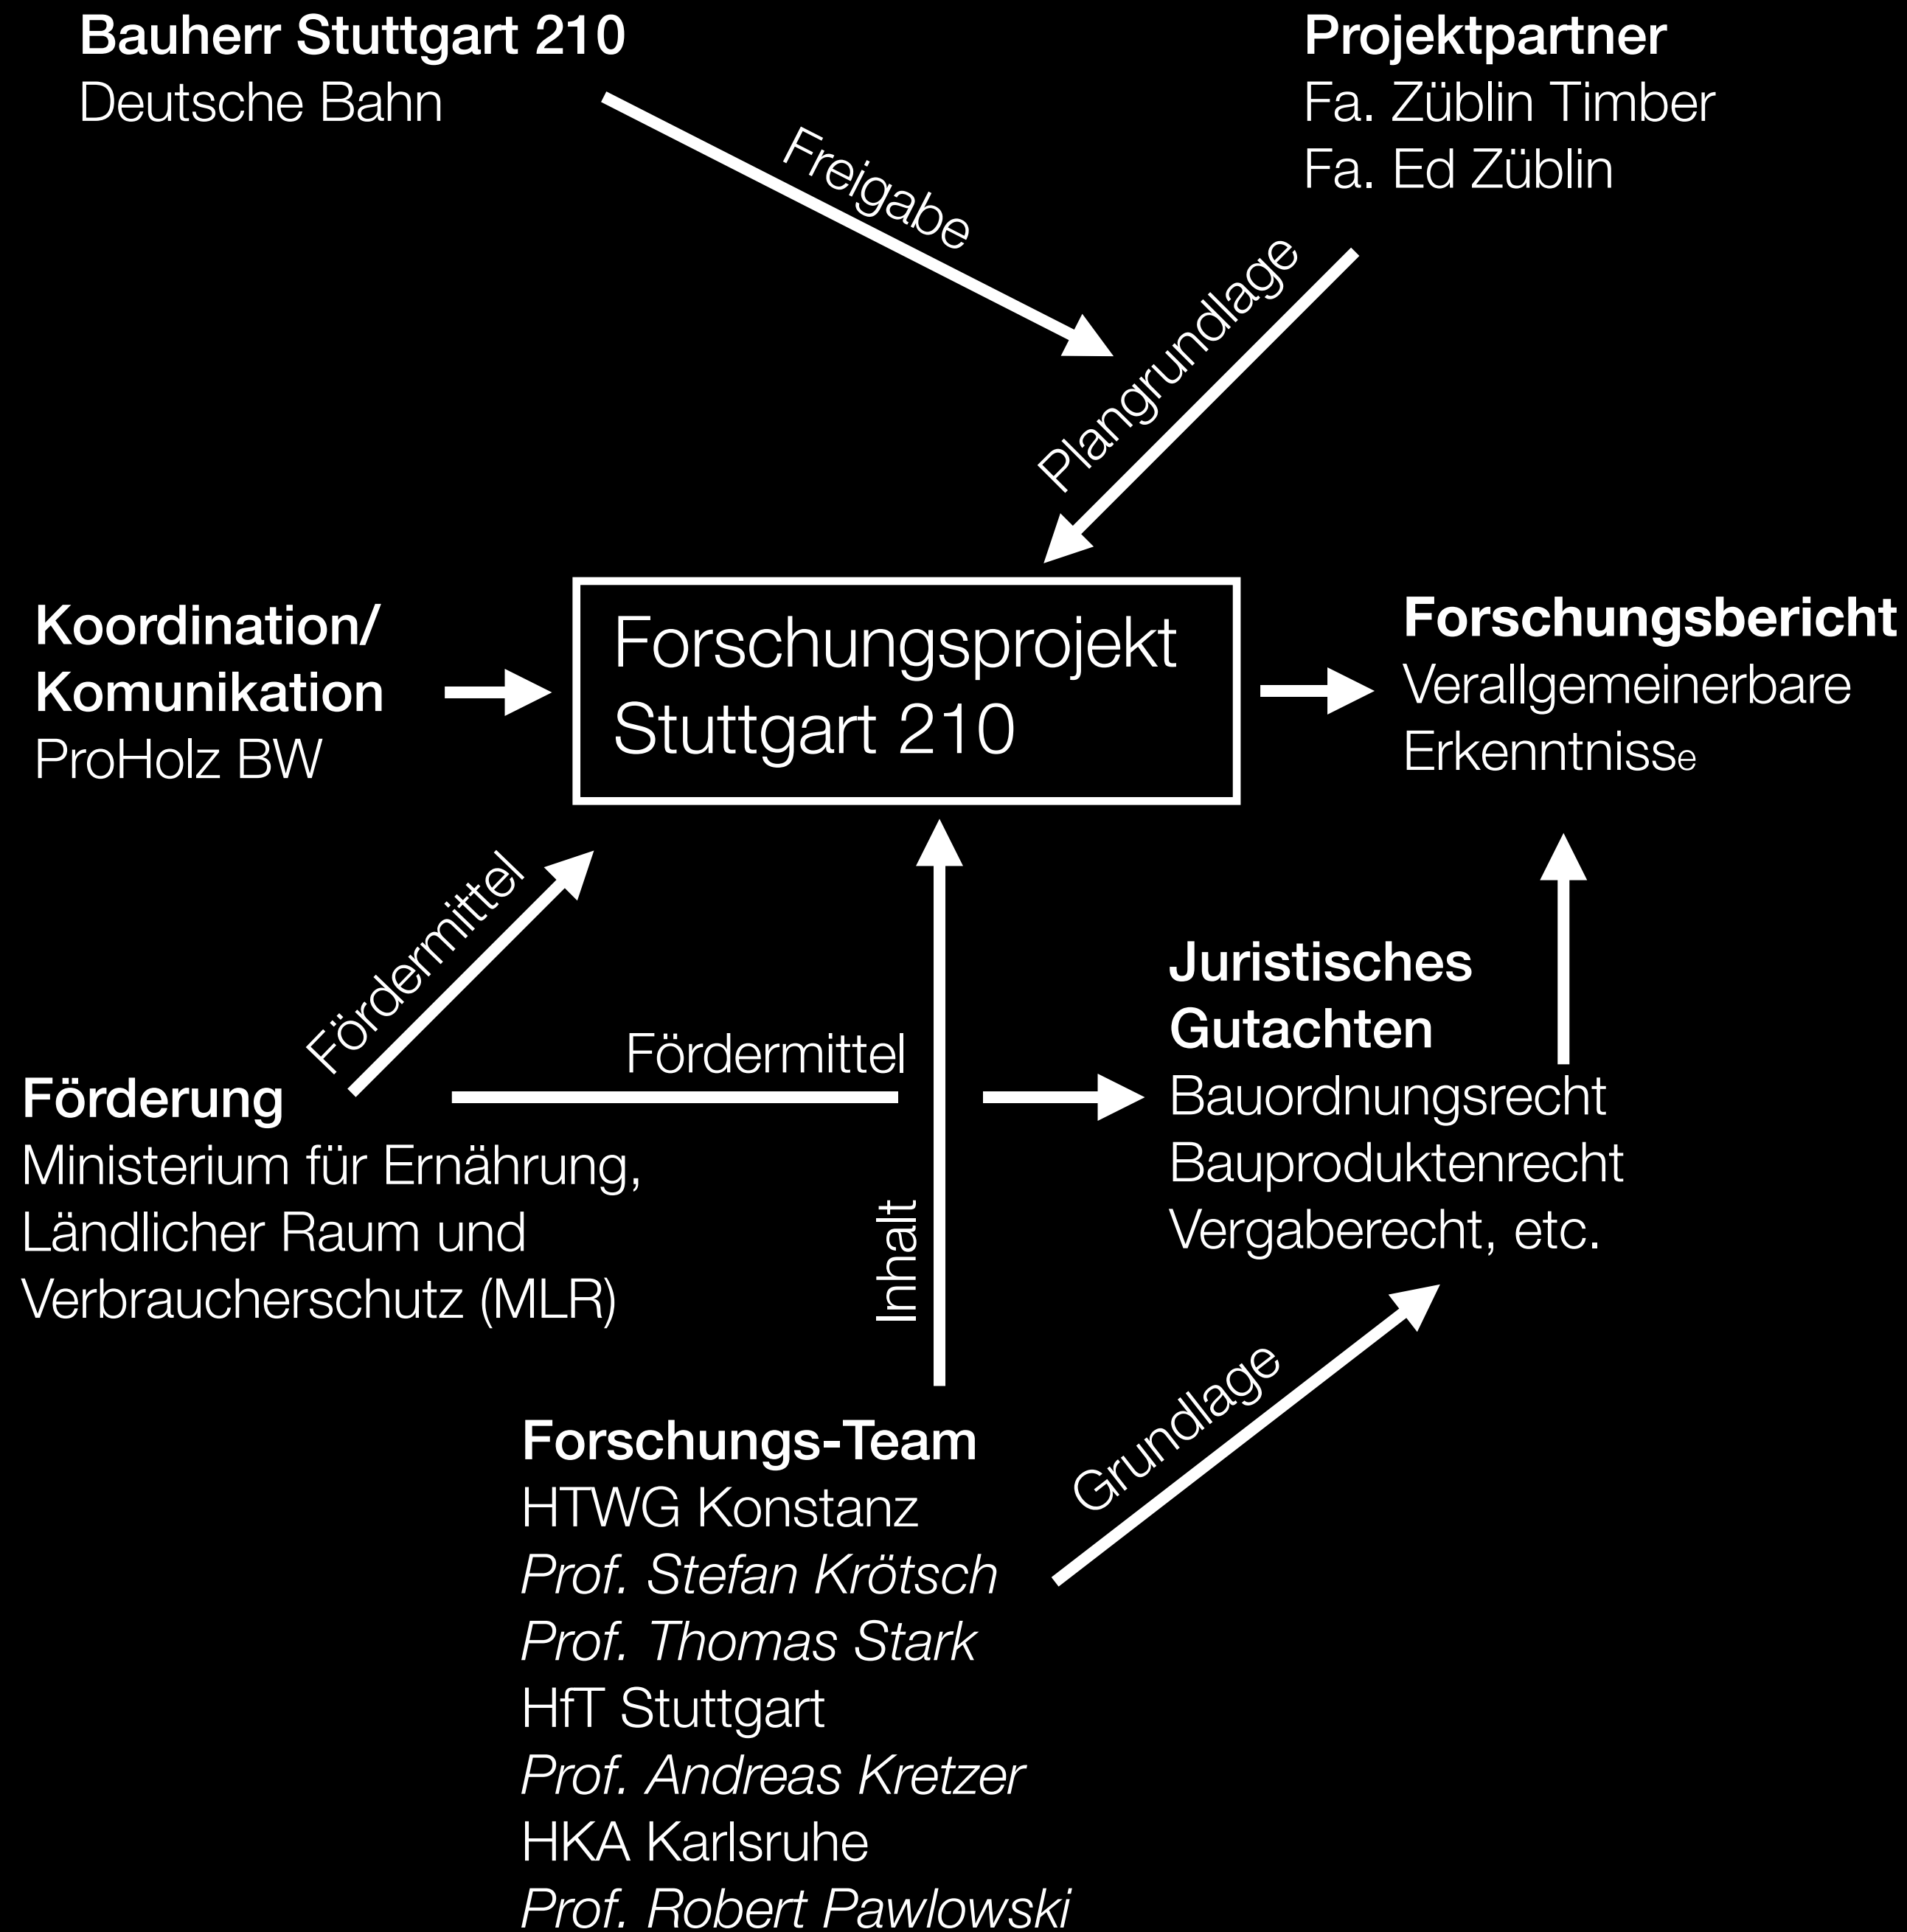 Bauherr Stuttgart 210
Deutsche Bahn
Projektpartner
Fa. Züblin Timber
Fa. Ed Züblin
Freigabe
Plangrundlage
Koordination/
Komunikation
ProHolz BW
Forschungsprojekt
Stuttgart 210
Forschungsbericht
Verallgemeinerbare
Erkenntnisse
Fördermittel
Fördermittel
Förderung
Ministerium für Ernährung,
Ländlicher Raum und
Verbraucherschutz (MLR)
Juristisches
Gutachten
Bauordnungsrecht
Bauproduktenrecht
Vergaberecht, etc.
Inhalt
Grundlage
Forschungs-Team
HTWG Konstanz
Prof. Stefan Krötsch
Prof. Thomas Stark
HfT Stuttgart
Prof. Andreas Kretzer
HKA Karlsruhe
Prof. Robert Pawlowski